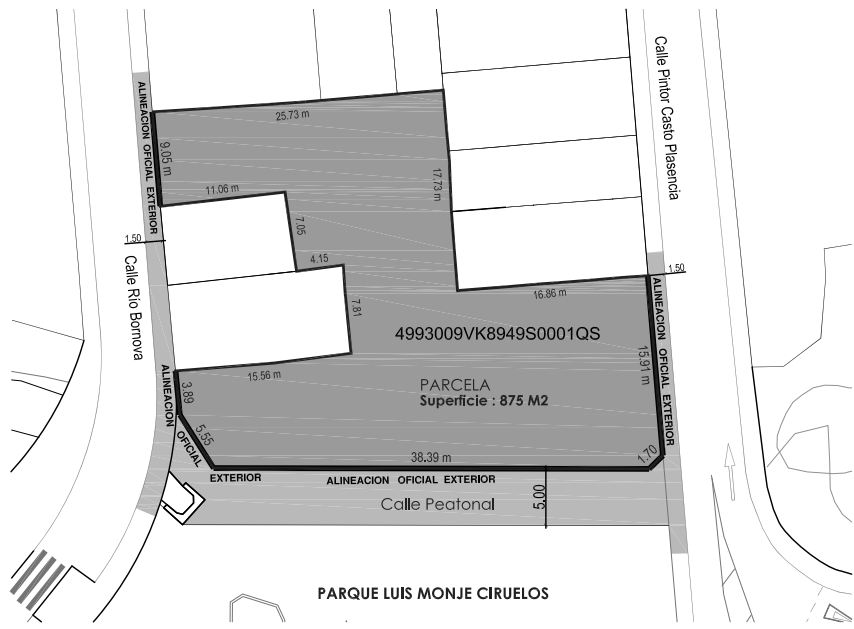 Calle Pintor Casto Plasencia
ALINEACION OFICIAL EXTERIOR
25.73 m
9.05 m
17.73 m
11.06 m
7.05
1.50
4.15
1.50
Calle Rio Bornova
16.86 m
7.81
ALINEACION OFICIAL EXTERIOR
4993009VK8949S0001QS
15.91 m
15.56 m
PARCELA
Superficie : 875 M2
3.89
ALINEACION
OFICIAL
EXTERIOR
5.55
38.39 m
1.70
ALINEACION OFICIAL EXTERIOR
5.00
Calle Peatonal
PARQUE LUIS MONJE CIRUELOS